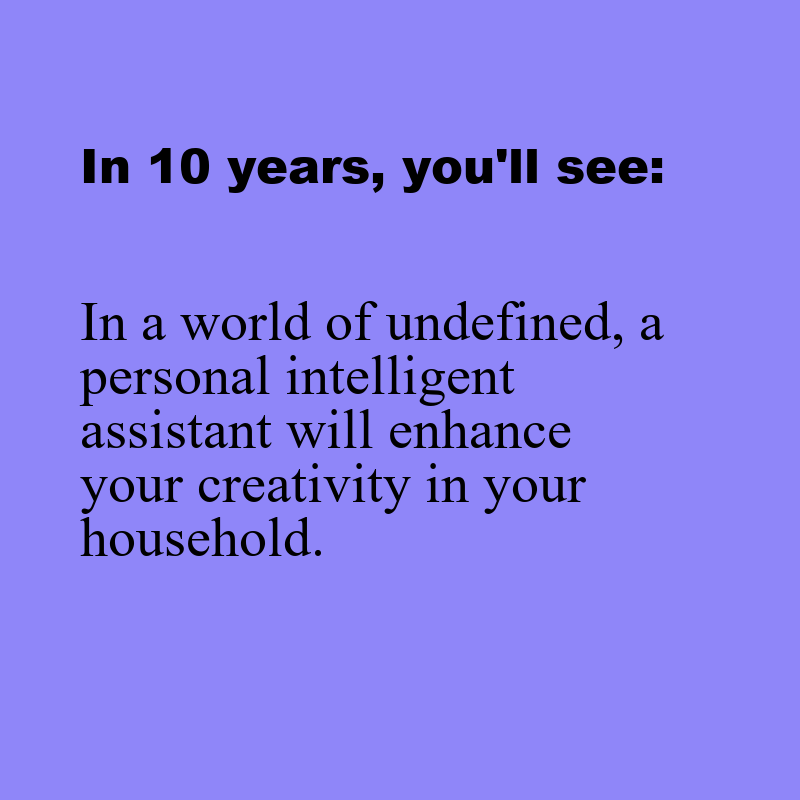 In 10 years, you'll see:
In a world of undefined, a
personal intelligent
assistant will enhance
your creativity in your
household.